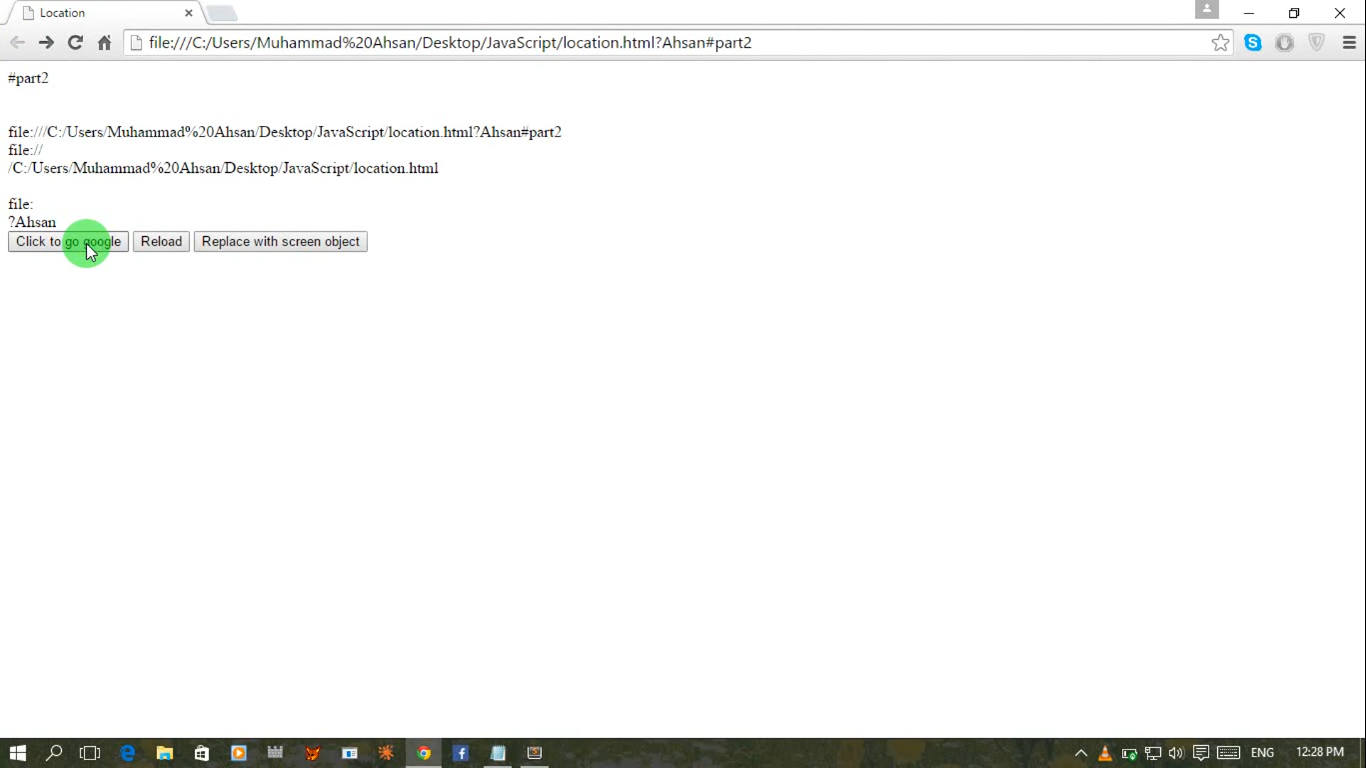 Location
file:///C:/Users/Muhammad%20Ahsan/Desktop/JavaScript/location.html?Ahsan#part2
#part2
file:///C:/Users/Muhammad%20Ahsan/Desktop/JavaScript/location.html?Ahsan#part2
file://
/C:/Users/Muhammad%20Ahsan/Desktop/JavaScript/location.html
file:
?Ahsan
Click to go google Reload Replace with screen object
ENG 12:28 PM